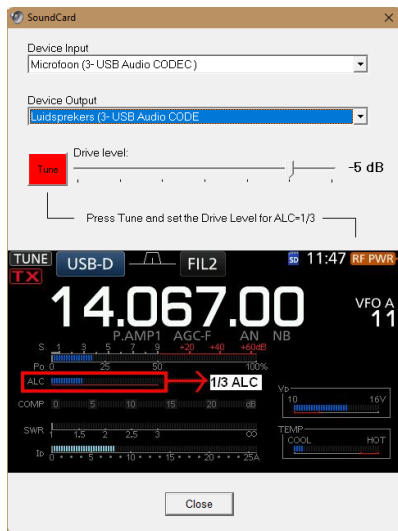 SoundCard
Device Input
Microfoon (3- USB Audio CODEC)
Device Output
Luidsprekers (3- USB Audio CODE
Drive level:
Tune
-5 dB
Press Tune and set the Drive Level for ALC=1/3
TUNE USB-D FIL2 SD 11:47 RF PWR
TX
14.067.00 VFO A
11
P.AMP1 AGC-F AN NB
S 1 3 5 7 9 +20 +40 +60dB
Po 0 25 50 100%
ALC 1/3 ALC
VD
10 16V
COMP 0 5 10 15 20 dB
SWR 1 1.5 2 2.5 3 ∞
TEMP
COOL HOT
ID 0 5 10 15 20 25A
Close